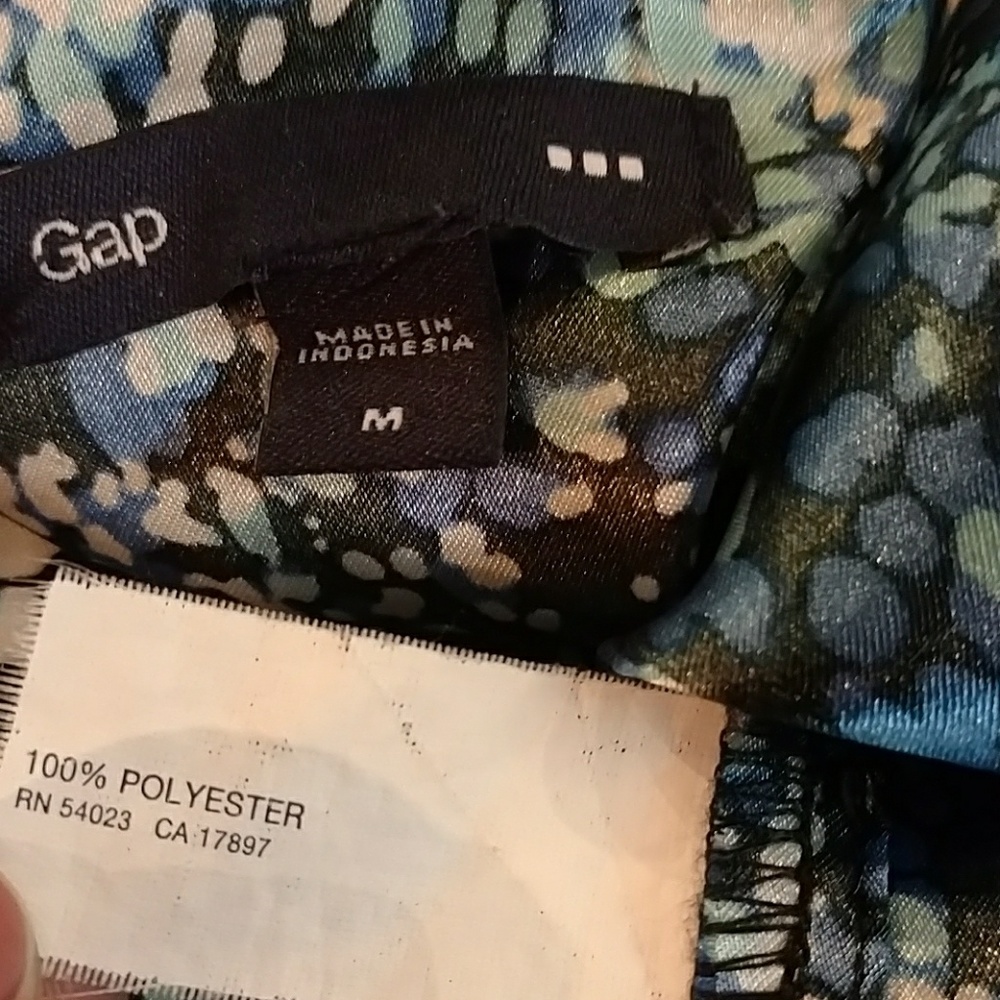 Gap
MADE IN
INDONESIA
M
100% POLYESTER
RN 54023 CA 17897